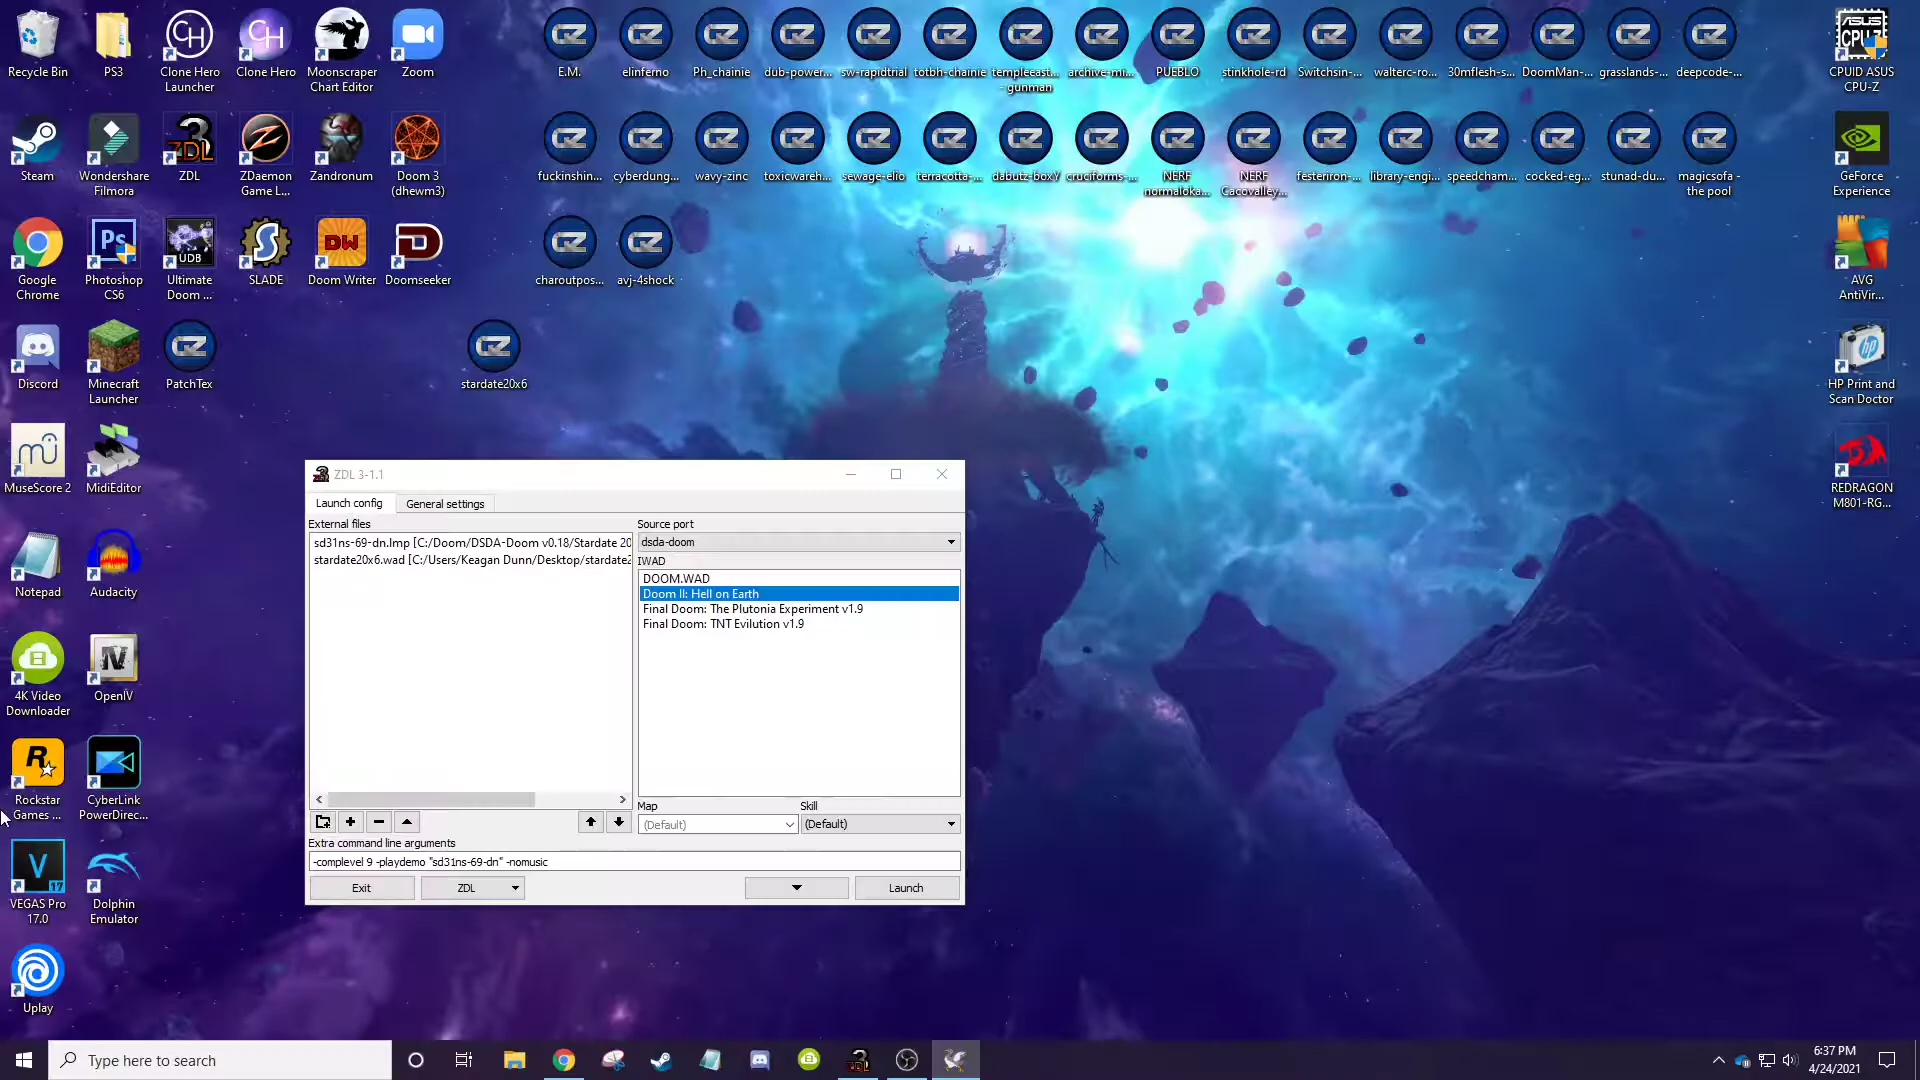 Recycle Bin
PS3
Clone Hero
Launcher
Clone Hero
Moonscraper
Chart Editor
Zoom
E.M.
elinferno
Ph_chainie
dub-power...
sw-rapidtrial
totbh-chainie
templeeast...
- gunman
archive-mi...
PUEBLO
stinkhole-rd
Switchsin-...
walterc-ro...
30mflesh-s...
DoomMan-...
grasslands-...
deepcode-...
ASUS
CPU-Z
CPUID ASUS
CPU-Z
Steam
Wondershare
Filmora
3
ZDL
ZDL
ZDaemon
Game L...
Zandronum
Doom 3
(dhewm3)
fuckinshin...
cyberdung...
wavy-zinc
toxicwareh...
sewage-elio
terracotta-...
dabutz-boxY
cruciforms-...
NERF
normaloka...
NERF
Cacovalley...
festeriron-...
library-engi...
speedcham...
cocked-eg...
stunad-du...
magicsofa -
the pool
GeForce
Experience
Google
Chrome
Ps
Photoshop
CS6
UDB
Ultimate
Doom ...
SLADE
DW
Doom Writer
Doomseeker
charoutpos...
avj-4shock
AVG
AntiVir...
Discord
Minecraft
Launcher
PatchTex
stardate20x6
hp
HP Print and
Scan Doctor
MuseScore 2
MidiEditor
REDRAGON
M801-RG...
Notepad
Audacity
4K Video
Downloader
OpenIV
Rockstar
Games ...
CyberLink
PowerDirec...
V
17
VEGAS Pro
17.0
Dolphin
Emulator
Uplay
ZDL 3-1.1
Launch config
General settings
External files
Source port
sd31ns-69-dn.lmp [C:/Doom/DSDA-Doom v0.18/Stardate 20
stardate20x6.wad [C:/Users/Keagan Dunn/Desktop/stardate2
dsda-doom
IWAD
DOOM.WAD
Doom II: Hell on Earth
Final Doom: The Plutonia Experiment v1.9
Final Doom: TNT Evilution v1.9
Map
Skill
(Default)
(Default)
Extra command line arguments
-complevel 9 -playdemo "sd31ns-69-dn" -nomusic
Exit
ZDL
Launch
Type here to search
6:37 PM
4/24/2021